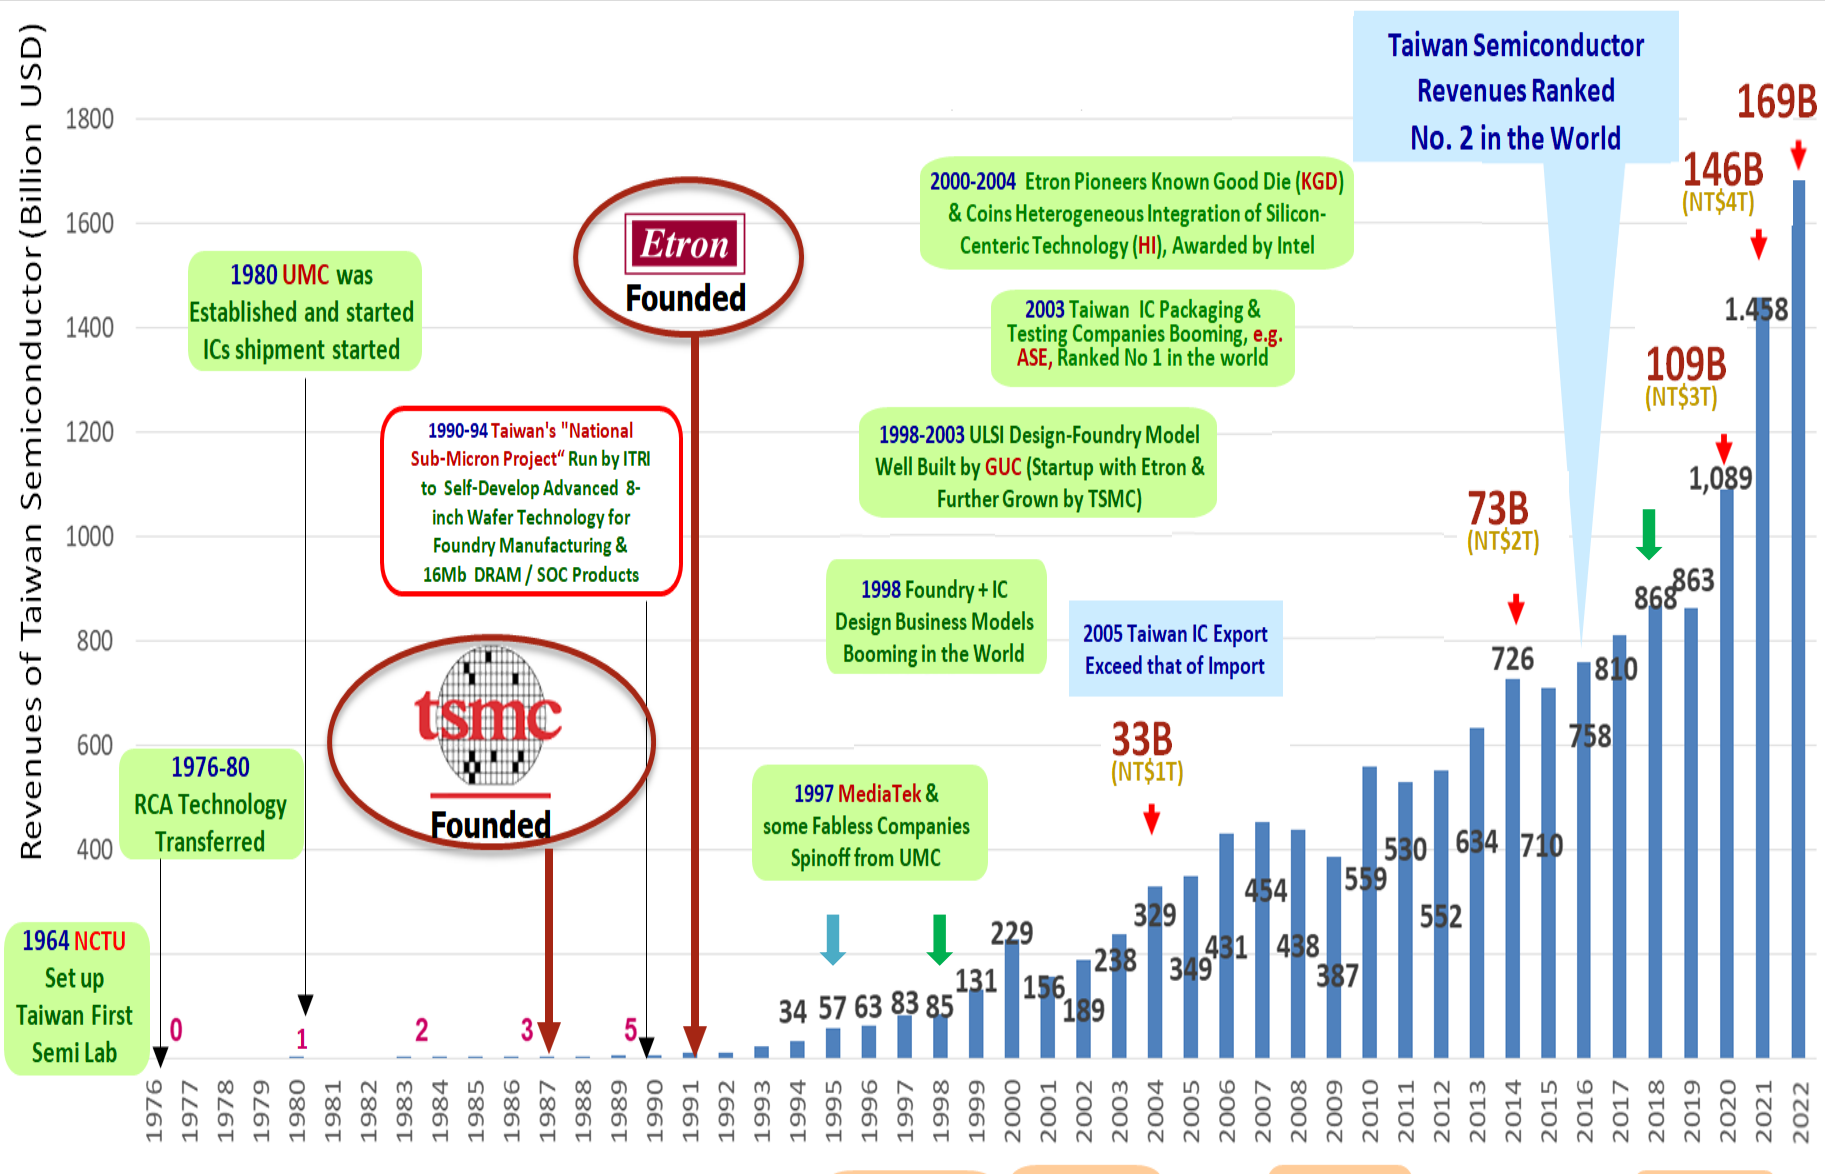 Revenues of Taiwan Semiconductor (Billion USD)
1800
1600
1400
1200
1000
800
600
400
1964 NCTU
Set up
Taiwan First
Semi Lab
1976-80
RCA Technology
Transferred
1980 UMC was
Established and started
ICs shipment started
1990-94 Taiwan's "National
Sub-Micron Project“ Run by ITRI
to Self-Develop Advanced 8-
inch Wafer Technology for
Foundry Manufacturing &
16Mb DRAM / SOC Products
tsmc
Founded
Etron
Founded
1997 MediaTek &
some Fabless Companies
Spinoff from UMC
1998 Foundry + IC
Design Business Models
Booming in the World
1998-2003 ULSI Design-Foundry Model
Well Built by GUC (Startup with Etron &
Further Grown by TSMC)
2003 Taiwan IC Packaging &
Testing Companies Booming, e.g.
ASE, Ranked No 1 in the world
2000-2004 Etron Pioneers Known Good Die (KGD)
& Coins Heterogeneous Integration of Silicon-
Centeric Technology (HI), Awarded by Intel
2005 Taiwan IC Export
Exceed that of Import
Taiwan Semiconductor
Revenues Ranked
No. 2 in the World
33B
(NT$1T)
73B
(NT$2T)
109B
(NT$3T)
146B
(NT$4T)
169B
0
1
2
3
5
34
57
63
83
85
131
229
156
189
238
329
349
431
454
438
387
559
530
552
634
726
710
758
810
868
863
1,089
1.458
1976
1977
1978
1979
1980
1981
1982
1983
1984
1985
1986
1987
1988
1989
1990
1991
1992
1993
1994
1995
1996
1997
1998
1999
2000
2001
2002
2003
2004
2005
2006
2007
2008
2009
2010
2011
2012
2013
2014
2015
2016
2017
2018
2019
2020
2021
2022